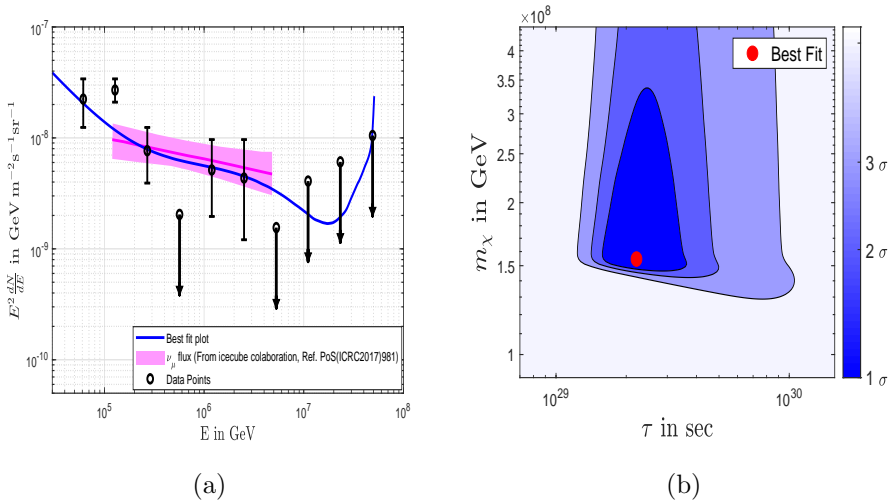 10^{-7}
10^{-8}
10^{-9}
10^{-10}
E^2 \frac{dN}{dE} in GeV m^{-2}s^{-1}sr^{-1}
Best fit plot
ν_μ flux (From icecube colaboration, Ref. PoS(ICRC2017)981)
Data Points
10^5 10^6 10^7 10^8
E in GeV
(a)
×10^8
4.5
4
3.5
3
2.5
2
1.5
1
m_χ in GeV
Best Fit
10^{29} 10^{30}
τ in sec
3 σ
2 σ
1 σ
(b)